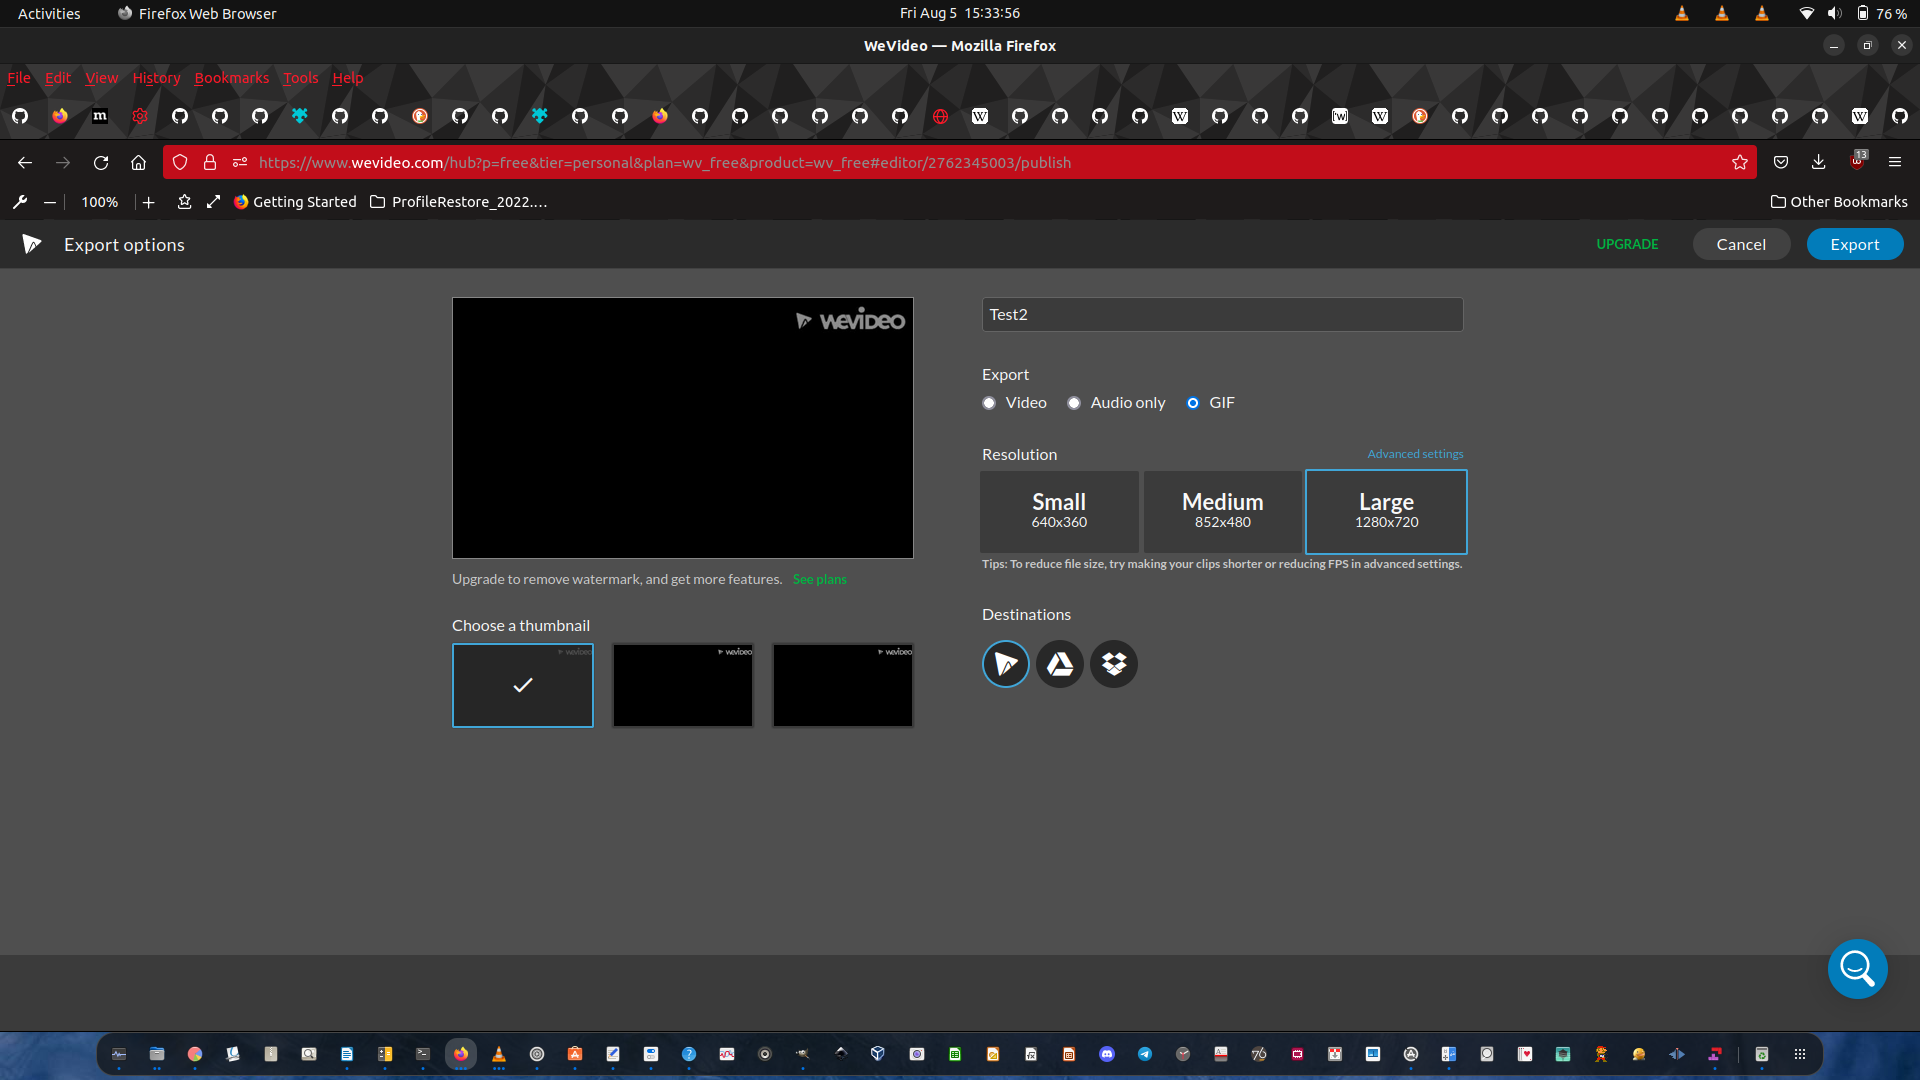 Activities Firefox Web Browser Fri Aug 5 15:33:56 76 %
WeVideo — Mozilla Firefox
File Edit View History Bookmarks Tools Help
https://www.wevideo.com/hub?p=free&tier=personal&plan=wv_free&product=wv_free#editor/2762345003/publish 13
100% Getting Started ProfileRestore_2022.... Other Bookmarks
Export options UPGRADE Cancel Export
WEVIDEO
Test2
Export
Video Audio only GIF
Resolution Advanced settings
Small Medium Large
640x360 852x480 1280x720
Tips: To reduce file size, try making your clips shorter or reducing FPS in advanced settings.
Upgrade to remove watermark, and get more features. See plans
Destinations
Choose a thumbnail
WEVIDEO WEVIDEO WEVIDEO